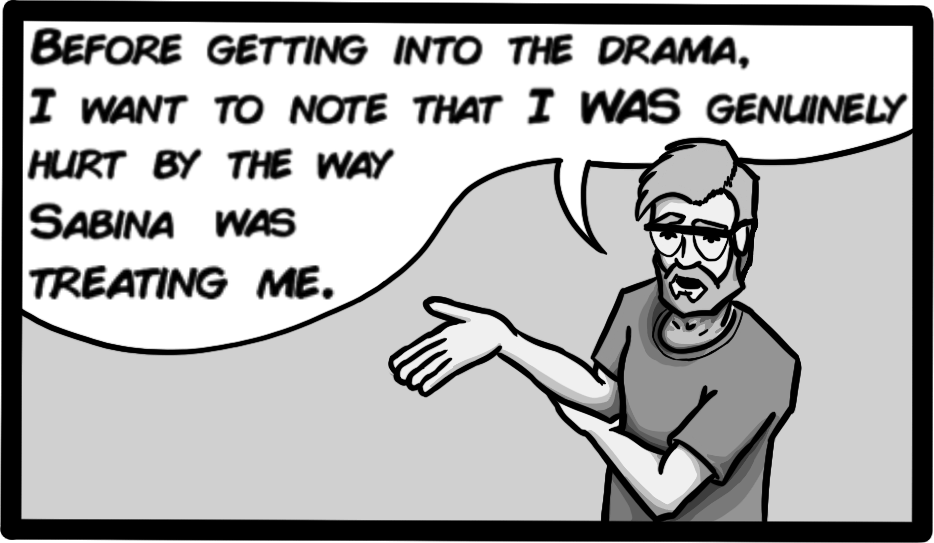 Before getting into the drama,
I want to note that I was genuinely
hurt by the way
Sabina was
treating me.